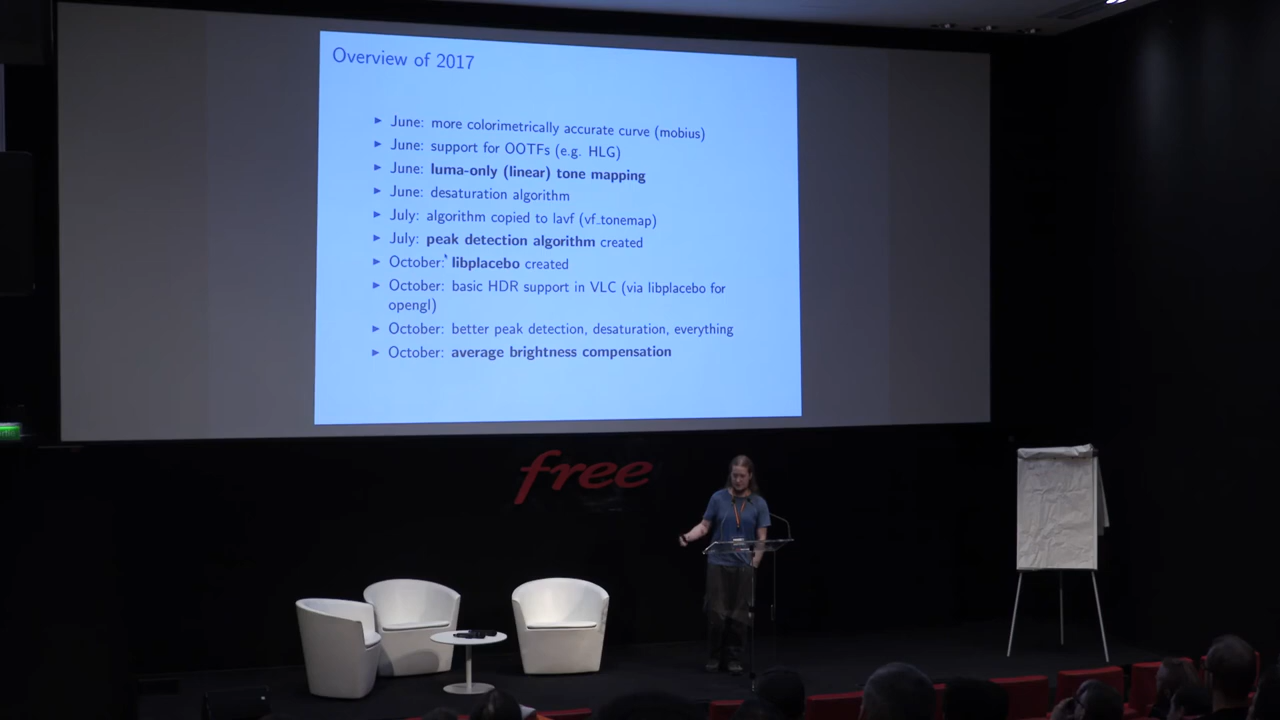 Overview of 2017
► June: more colorimetrically accurate curve (mobius)
► June: support for OOTFs (e.g. HLG)
► June: luma-only (linear) tone mapping
► June: desaturation algorithm
► July: algorithm copied to lavf (vf_tonemap)
► July: peak detection algorithm created
► October: libplacebo created
► October: basic HDR support in VLC (via libplacebo for
opengl)
► October: better peak detection, desaturation, everything
► October: average brightness compensation
free